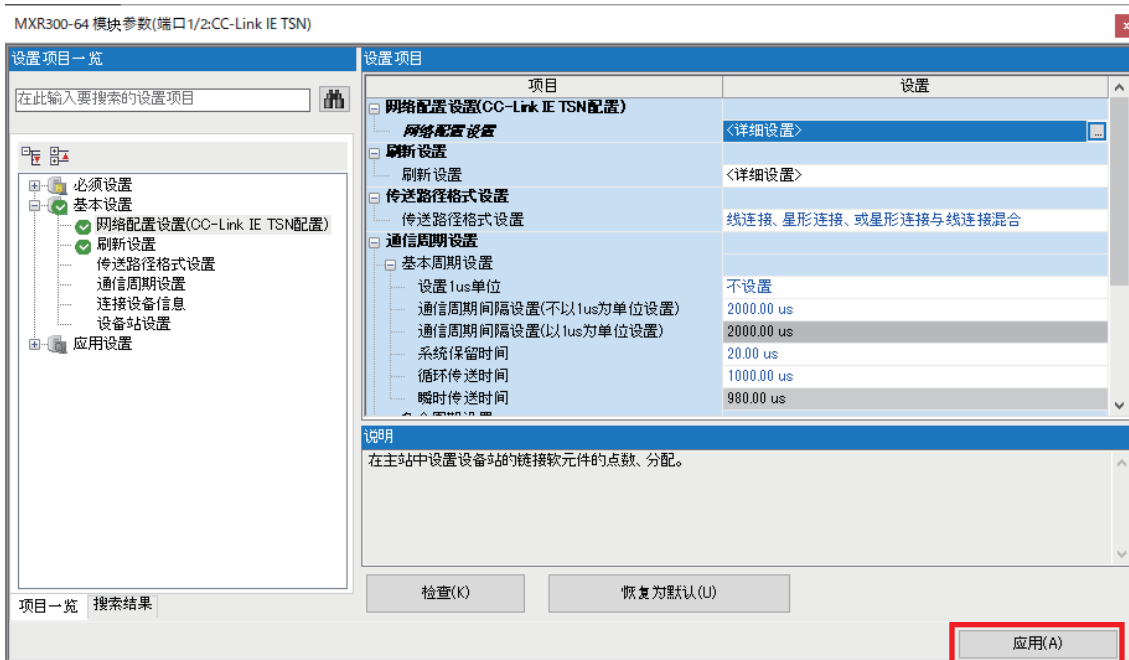 MXR300-64 模块参数(端口1/2:CC-Link IE TSN)
x
设置项目一览
在此输入要搜索的设置项目
必须设置
基本设置
网络配置设置(CC-Link IE TSN配置)
刷新设置
传送路径格式设置
通信周期设置
连接设备信息
设备站设置
应用设置
项目一览 搜索结果
设置项目
项目 设置
网络配置设置(CC-Link IE TSN配置)
网络配置设置 <详细设置> ...
刷新设置
刷新设置 <详细设置>
传送路径格式设置
传送路径格式设置 线连接、星形连接、或星形连接与线连接混合
通信周期设置
基本周期设置
设置1us单位 不设置
通信周期间隔设置(不以1us为单位设置) 2000.00 us
通信周期间隔设置(以1us为单位设置) 2000.00 us
系统保留时间 20.00 us
循环传送时间 1000.00 us
瞬时传送时间 980.00 us
说明
在主站中设置设备站的链接软元件的点数、分配。
检查(K) 恢复为默认(U)
应用(A)